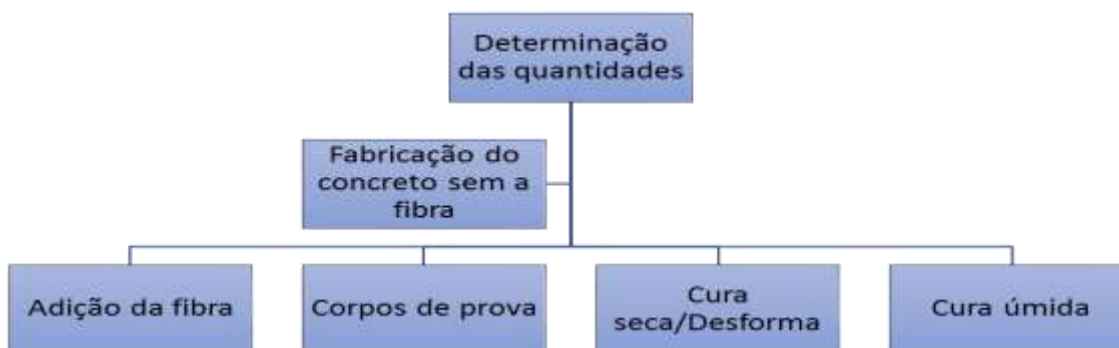 Determinação
das quantidades
Fabricação do
concreto sem a
fibra
Adição da fibra
Corpos de prova
Cura
seca/Desforma
Cura úmida